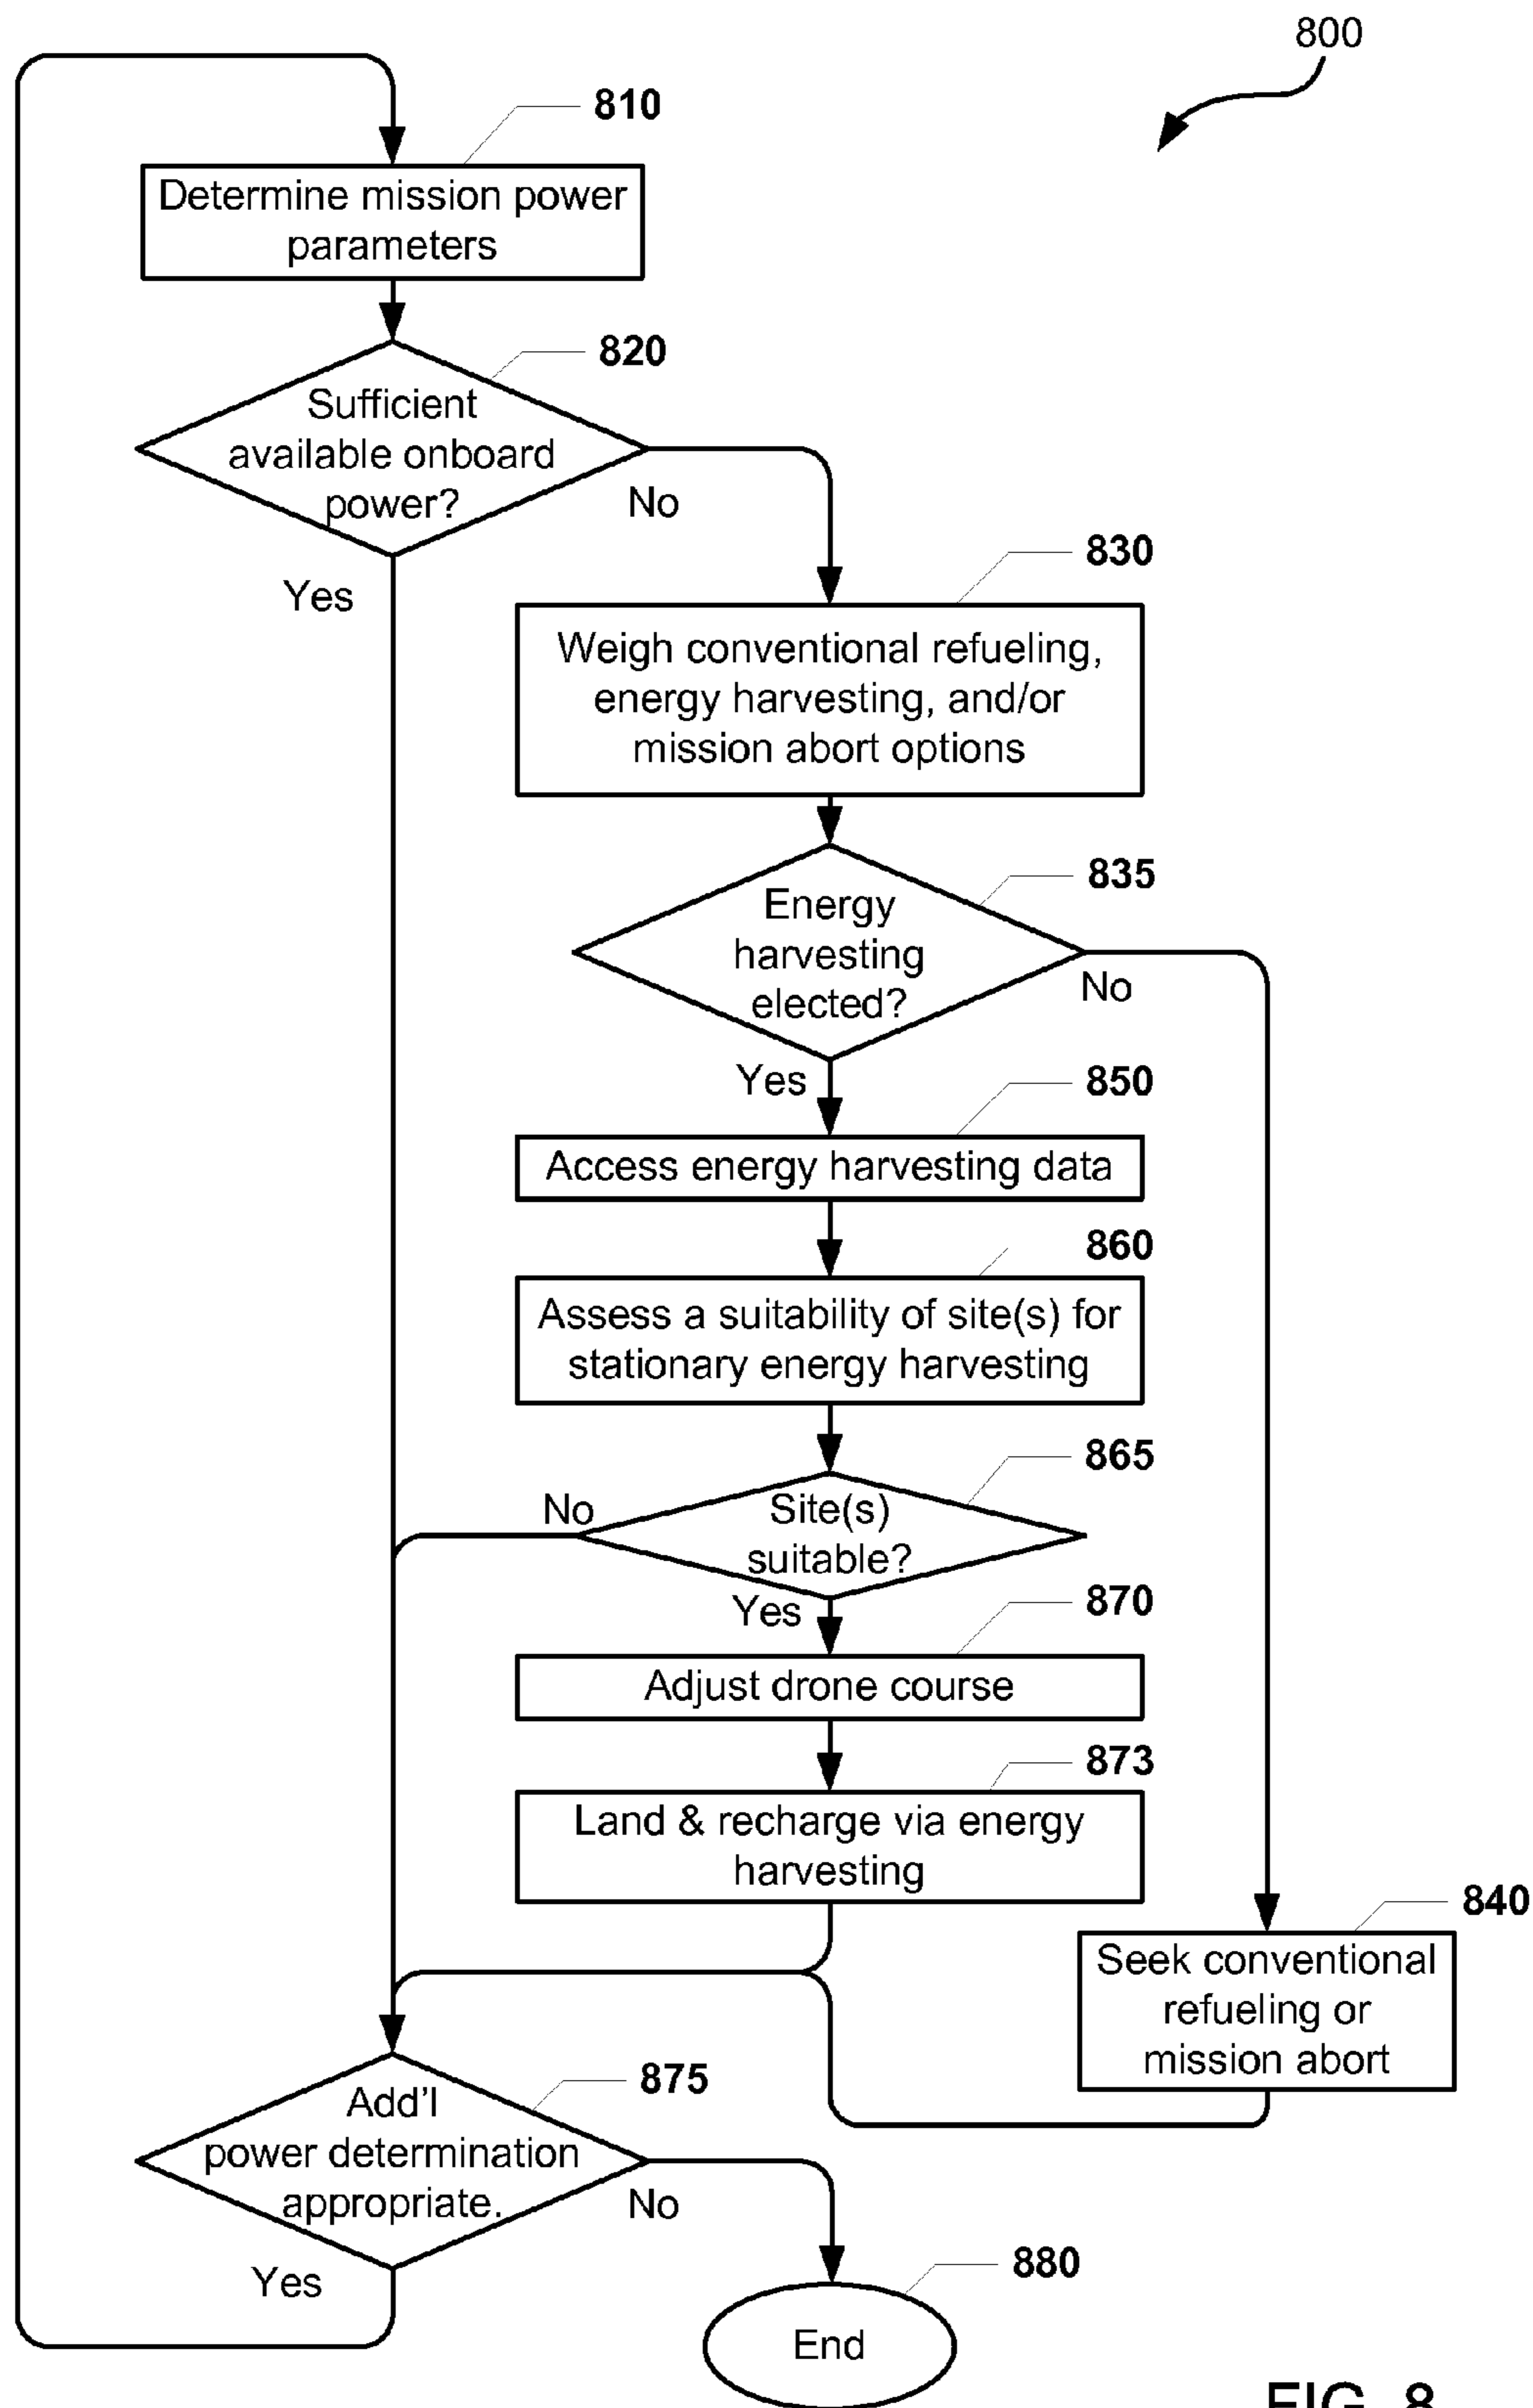 800
810
Determine mission power
parameters
820
Sufficient
available onboard
power?
No
Yes
830
Weigh conventional refueling,
energy harvesting, and/or
mission abort options
835
Energy
harvesting
elected?
No
Yes
850
Access energy harvesting data
860
Assess a suitability of site(s) for
stationary energy harvesting
865
No
Site(s)
suitable?
Yes
870
Adjust drone course
873
Land & recharge via energy
harvesting
840
Seek conventional
refueling or
mission abort
875
Add'l
power determination
appropriate.
No
Yes
880
End
FIG. 8